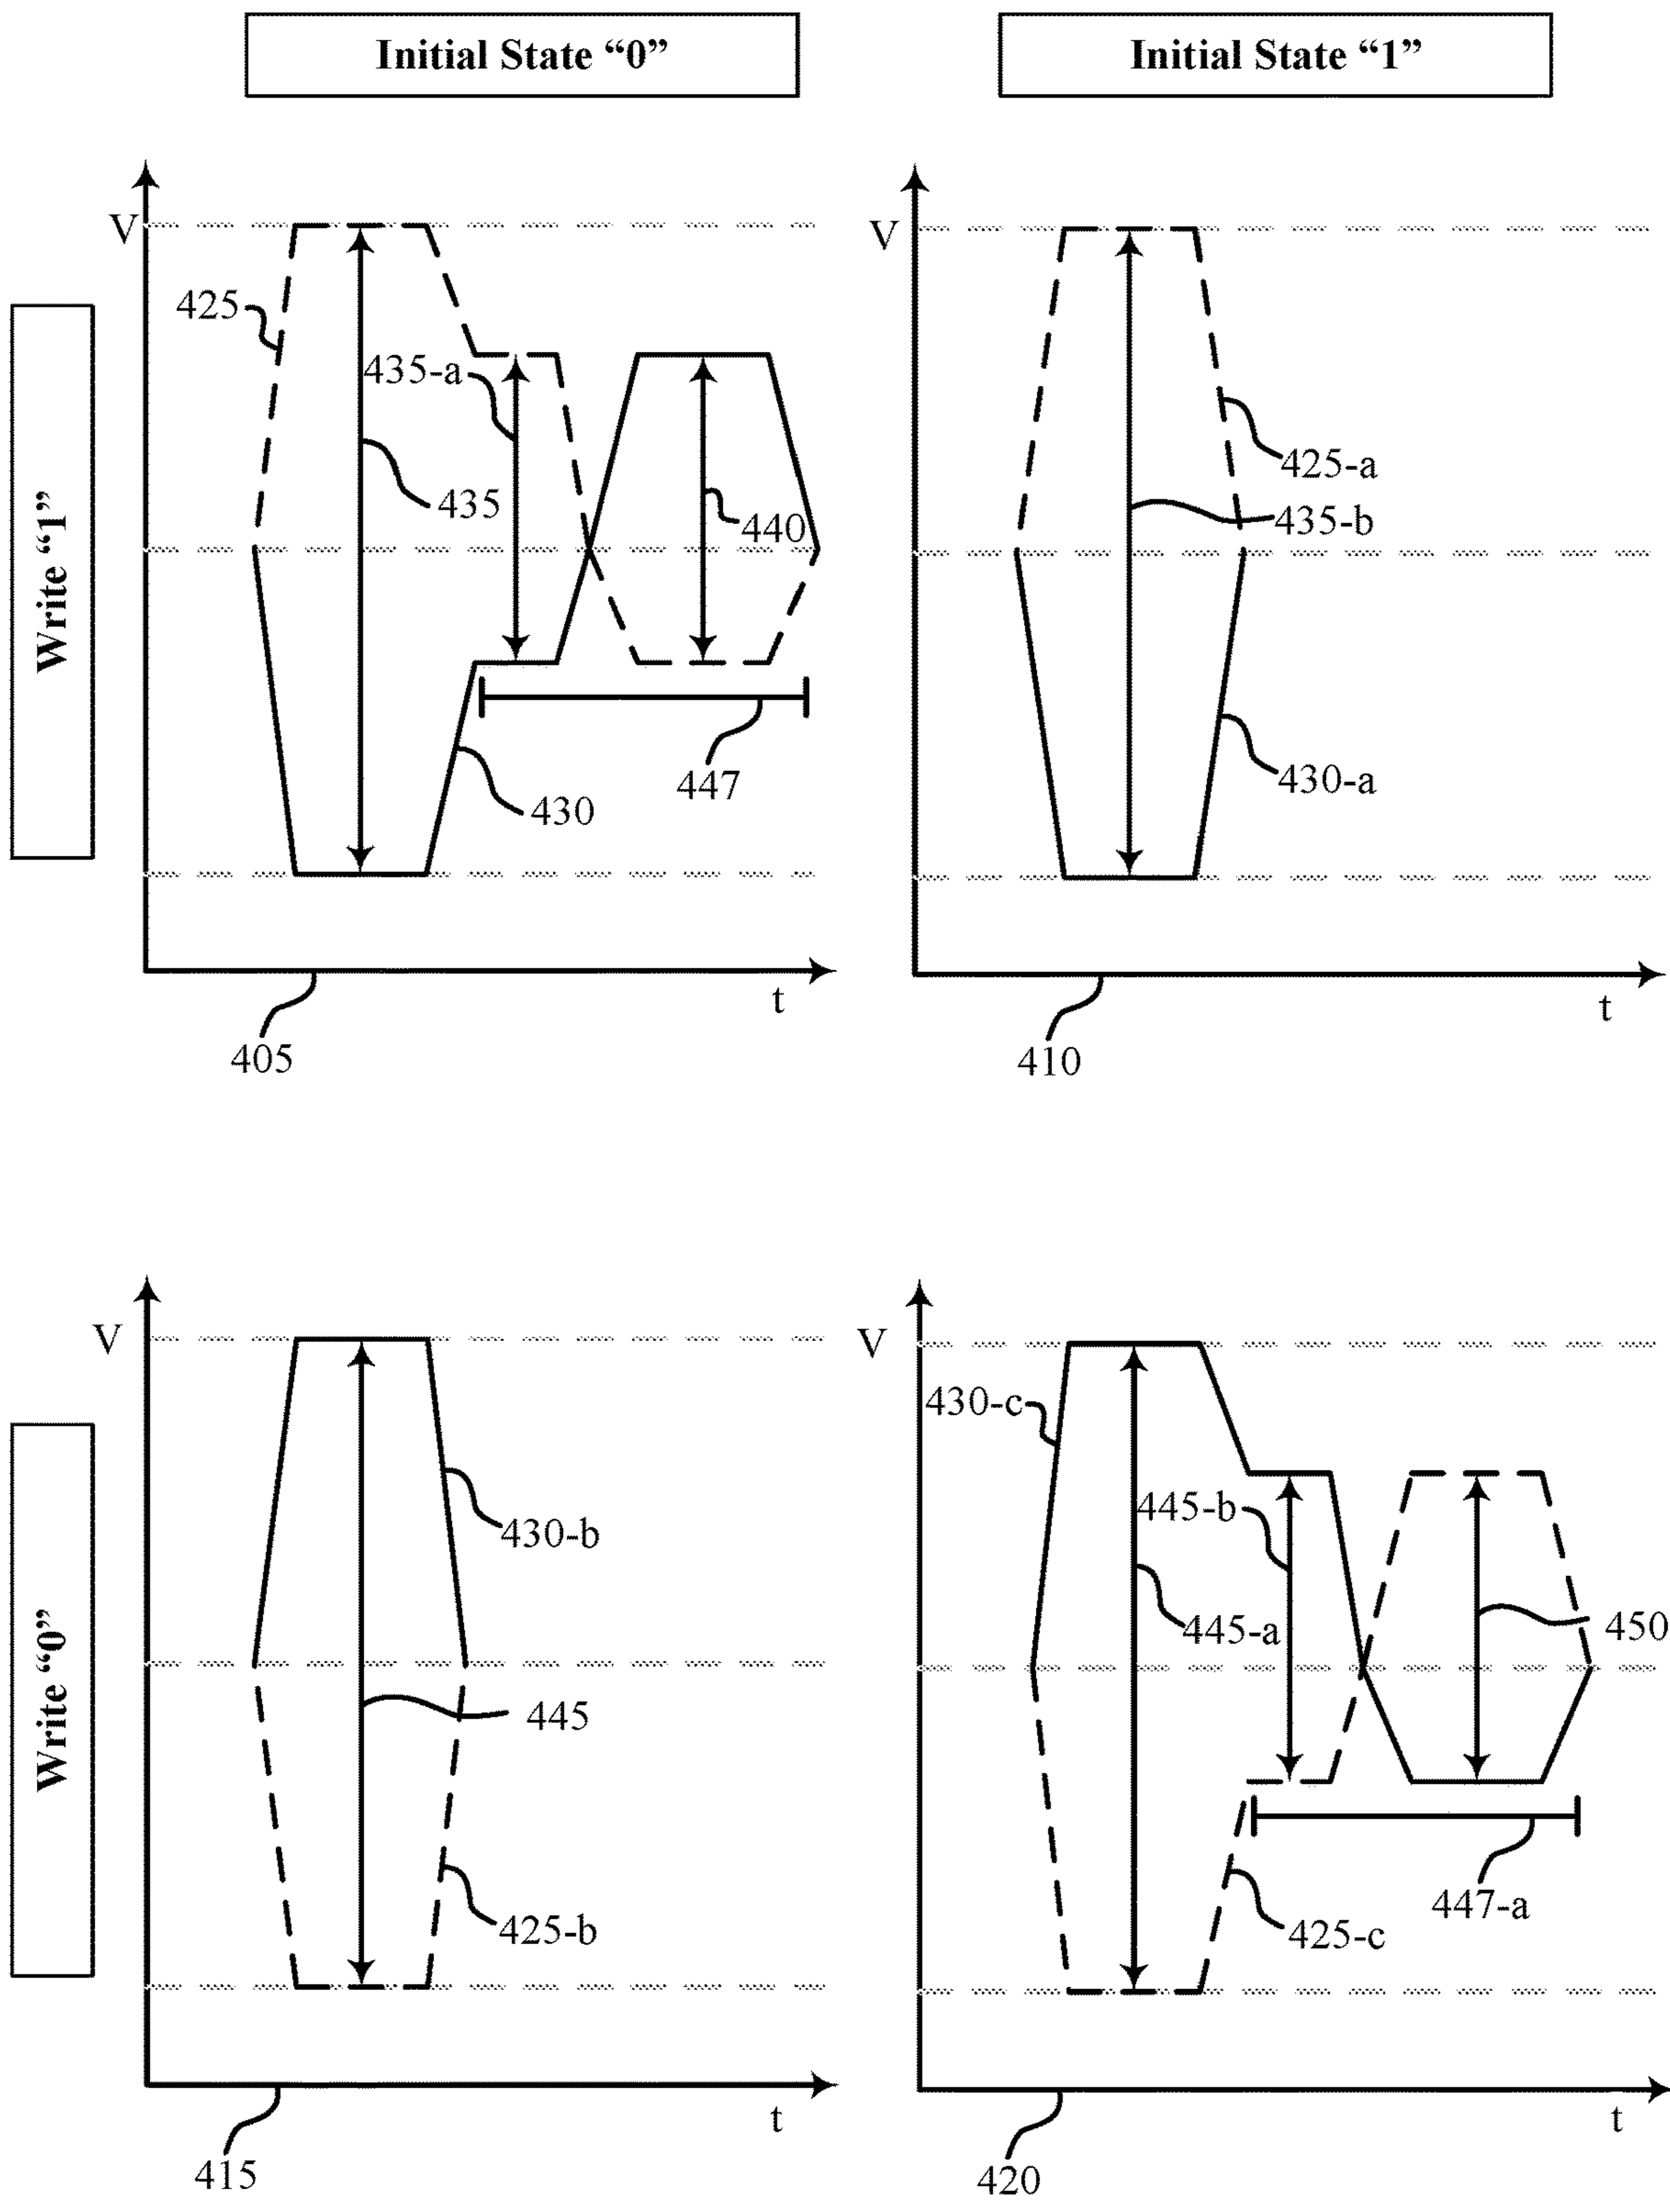 Initial State “0”
Initial State “1”
Write “1”
V
425
435-a
435
440
447
430
t
405
V
425-a
435-b
430-a
t
410
Write “0”
V
430-b
445
425-b
t
415
V
430-c
445-b
445-a
450
447-a
425-c
t
420